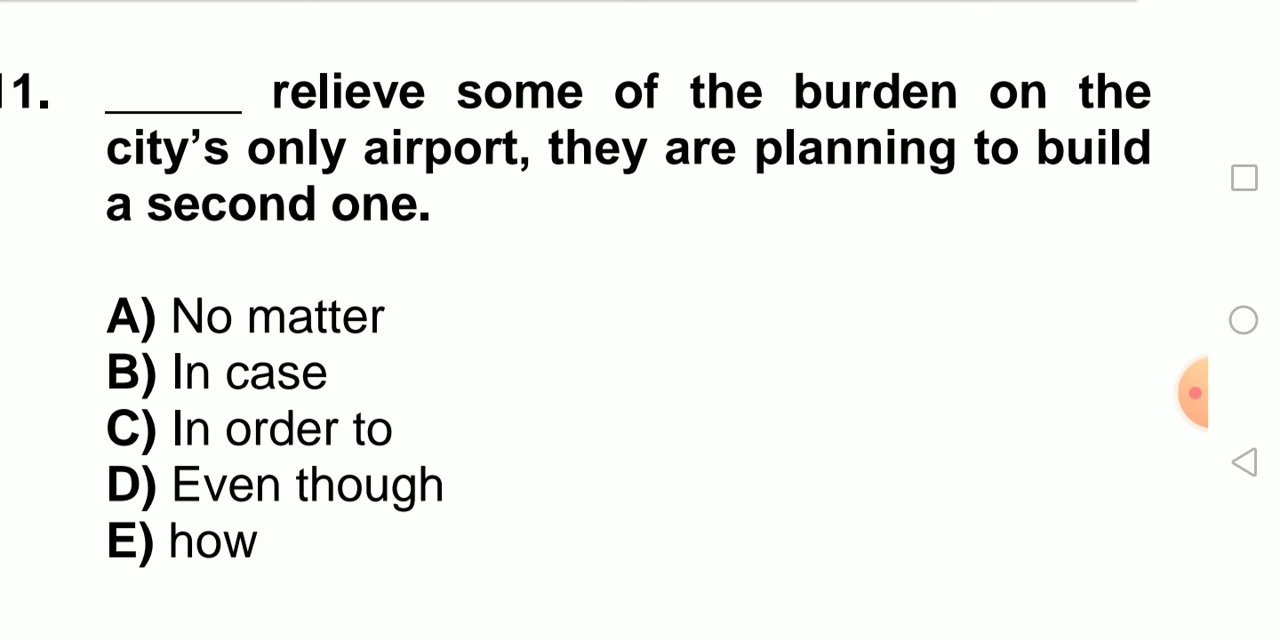 11. ______ relieve some of the burden on the
city’s only airport, they are planning to build
a second one.
A) No matter
B) In case
C) In order to
D) Even though
E) how